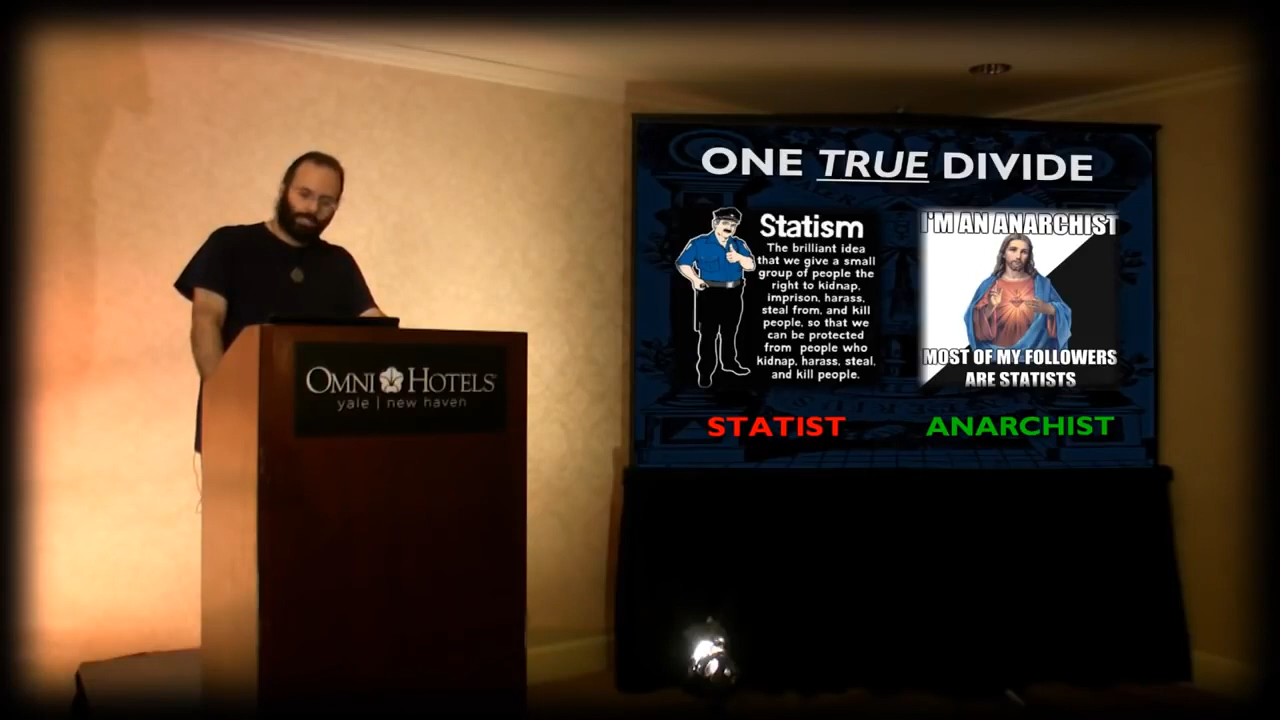 ONE TRUE DIVIDE
Statism
The brilliant idea
that we give a small
group of people the
right to kidnap,
imprison, harass,
steal from, and kill
people, so that we
can be protected
from people who
kidnap, harass, steal,
and kill people.
I'M AN ANARCHIST
MOST OF MY FOLLOWERS
ARE STATISTS
STATIST
ANARCHIST
OMNI HOTELS
yale | new haven